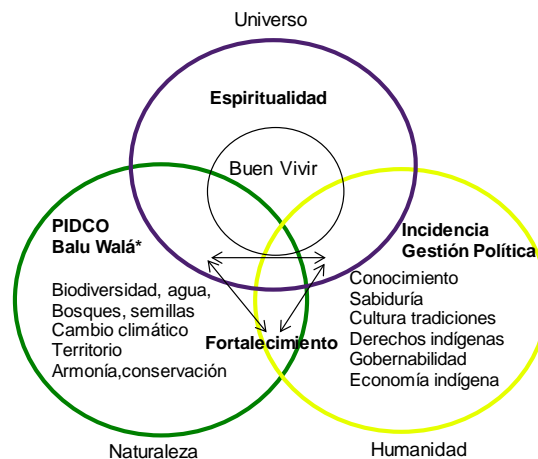 Universo
Espiritualidad
Buen Vivir
PIDCO
Balu Walá*
Biodiversidad, agua,
Bosques, semillas
Cambio climático
Territorio
Armonía,conservación
Fortalecimiento
Incidencia
Gestión Política
Conocimiento
Sabiduría
Cultura tradiciones
Derechos indígenas
Gobernabilidad
Economía indígena
Naturaleza
Humanidad